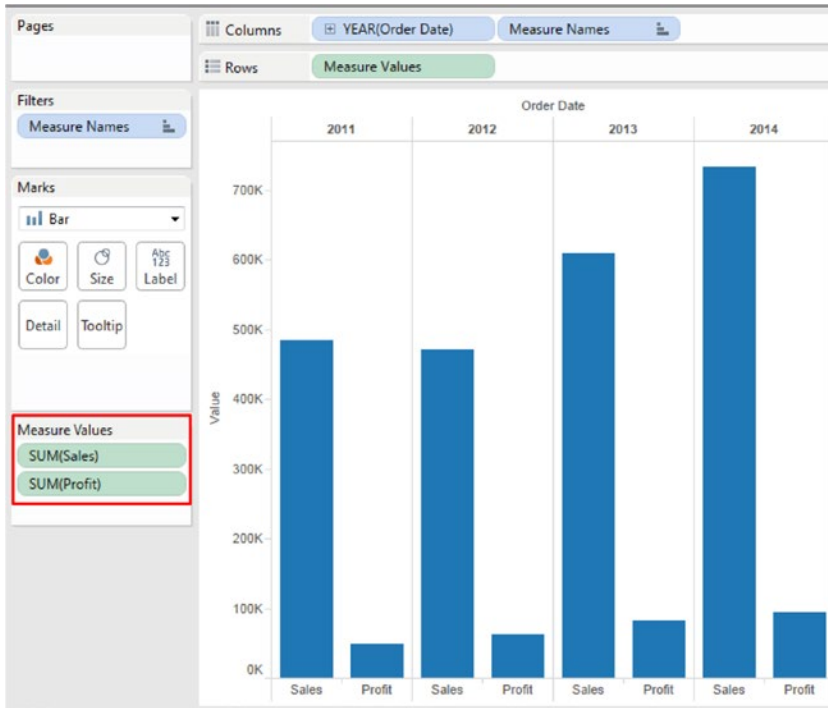 Pages
Columns
YEAR(Order Date)
Measure Names
Rows
Measure Values
Filters
Measure Names
Marks
Bar
Color
Size
Abc
123
Label
Detail
Tooltip
Measure Values
SUM(Sales)
SUM(Profit)
Order Date
2011 2012 2013 2014
Value
700K
600K
500K
400K
300K
200K
100K
0K
Sales Profit Sales Profit Sales Profit Sales Profit